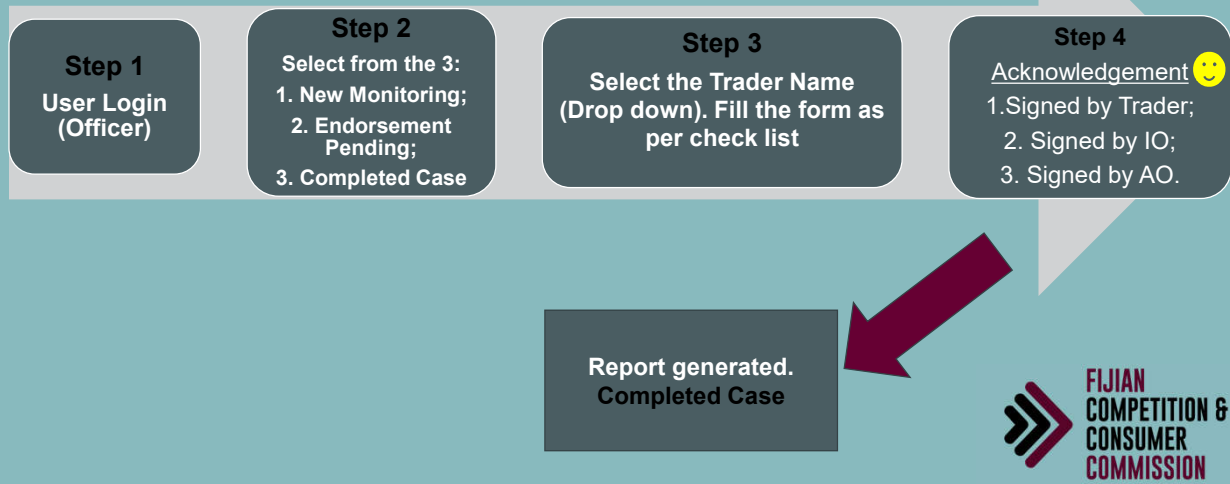 Step 1
User Login
(Officer)
Step 2
Select from the 3:
1. New Monitoring;
2. Endorsement
Pending;
3. Completed Case
Step 3
Select the Trader Name
(Drop down). Fill the form as
per check list
Step 4
Acknowledgement
1.Signed by Trader;
2. Signed by IO;
3. Signed by AO.
Report generated.
Completed Case
FIJIAN
COMPETITION &
CONSUMER
COMMISSION